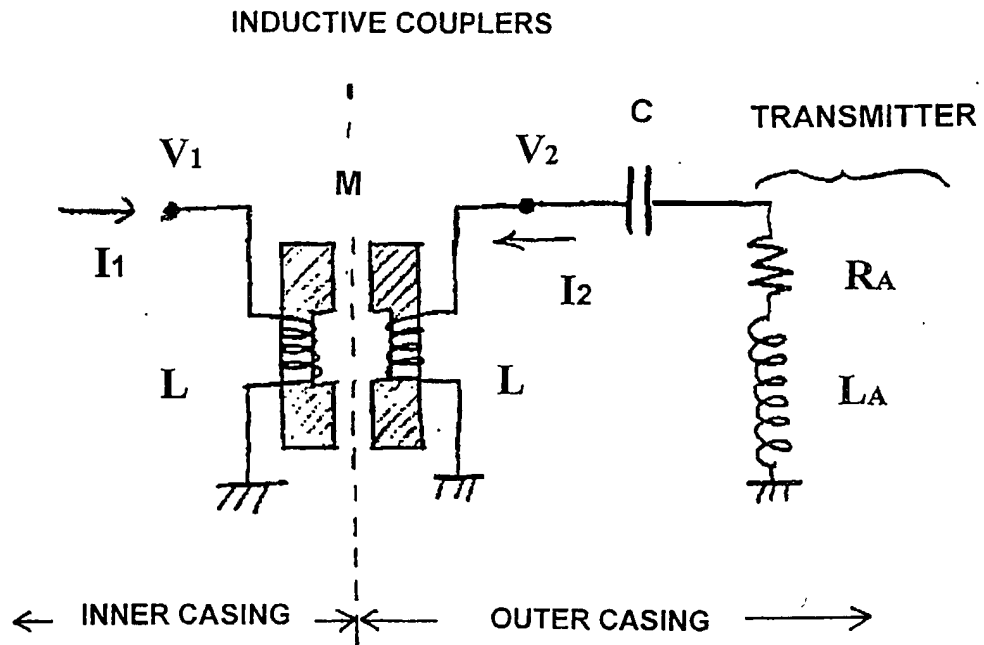 INDUCTIVE COUPLERS
C
TRANSMITTER
V1
M
V2
I1
I2
RA
L
L
LA
INNER CASING
OUTER CASING